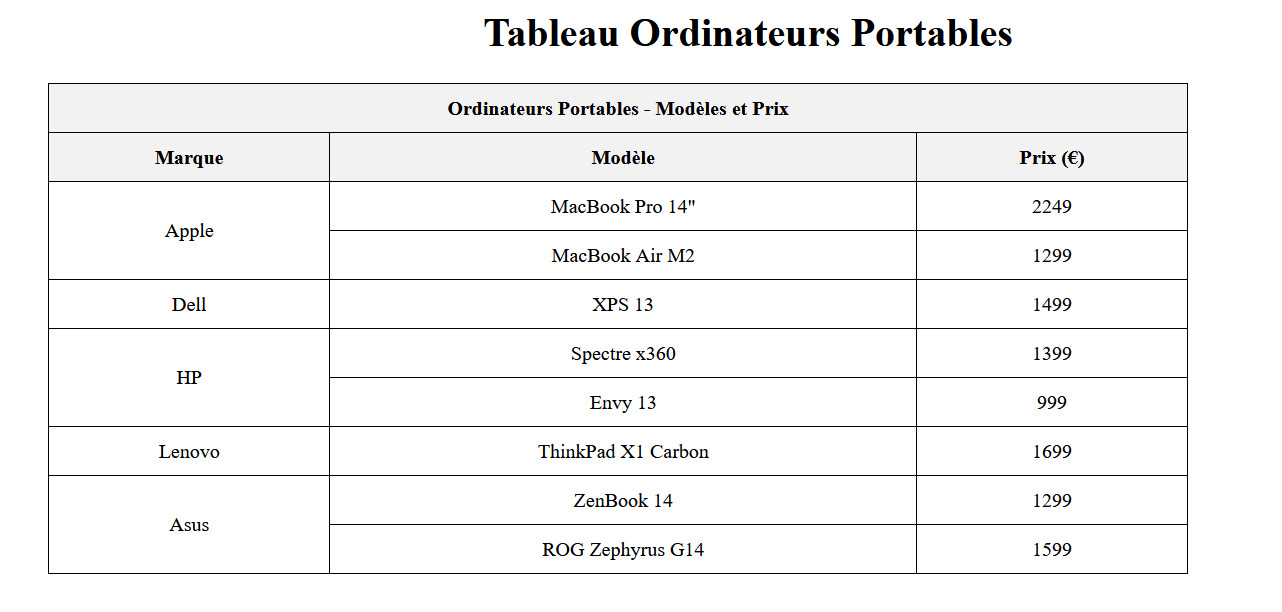 Tableau Ordinateurs Portables
Ordinateurs Portables - Modèles et Prix
Marque Modèle Prix (€)
Apple MacBook Pro 14" 2249
MacBook Air M2 1299
Dell XPS 13 1499
HP Spectre x360 1399
Envy 13 999
Lenovo ThinkPad X1 Carbon 1699
Asus ZenBook 14 1299
ROG Zephyrus G14 1599